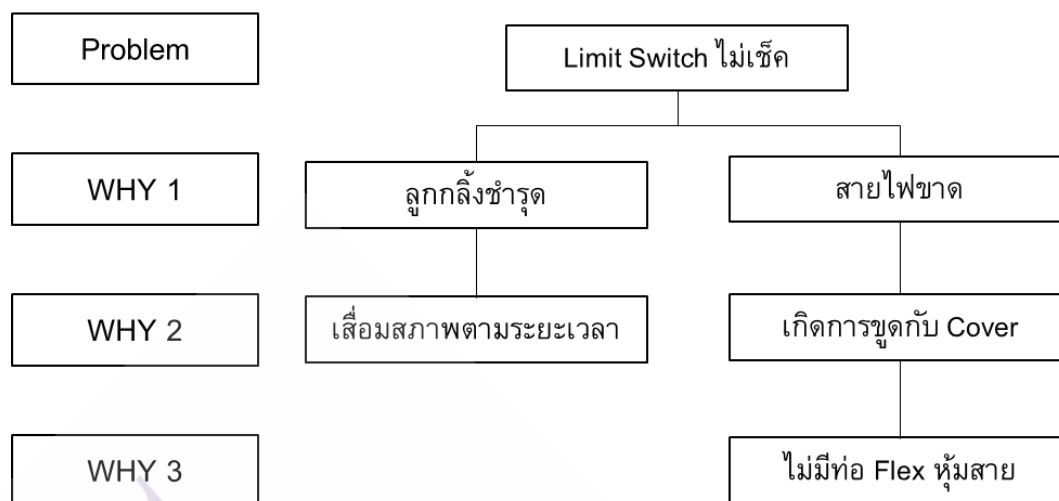 Problem
Limit Switch ไม่เช็ค
WHY 1
ลูกกลิ้งชำรุด
สายไฟขาด
WHY 2
เสื่อมสภาพตามระยะเวลา
เกิดการขูดกับ Cover
WHY 3
ไม่มีท่อ Flex หุ้มสาย